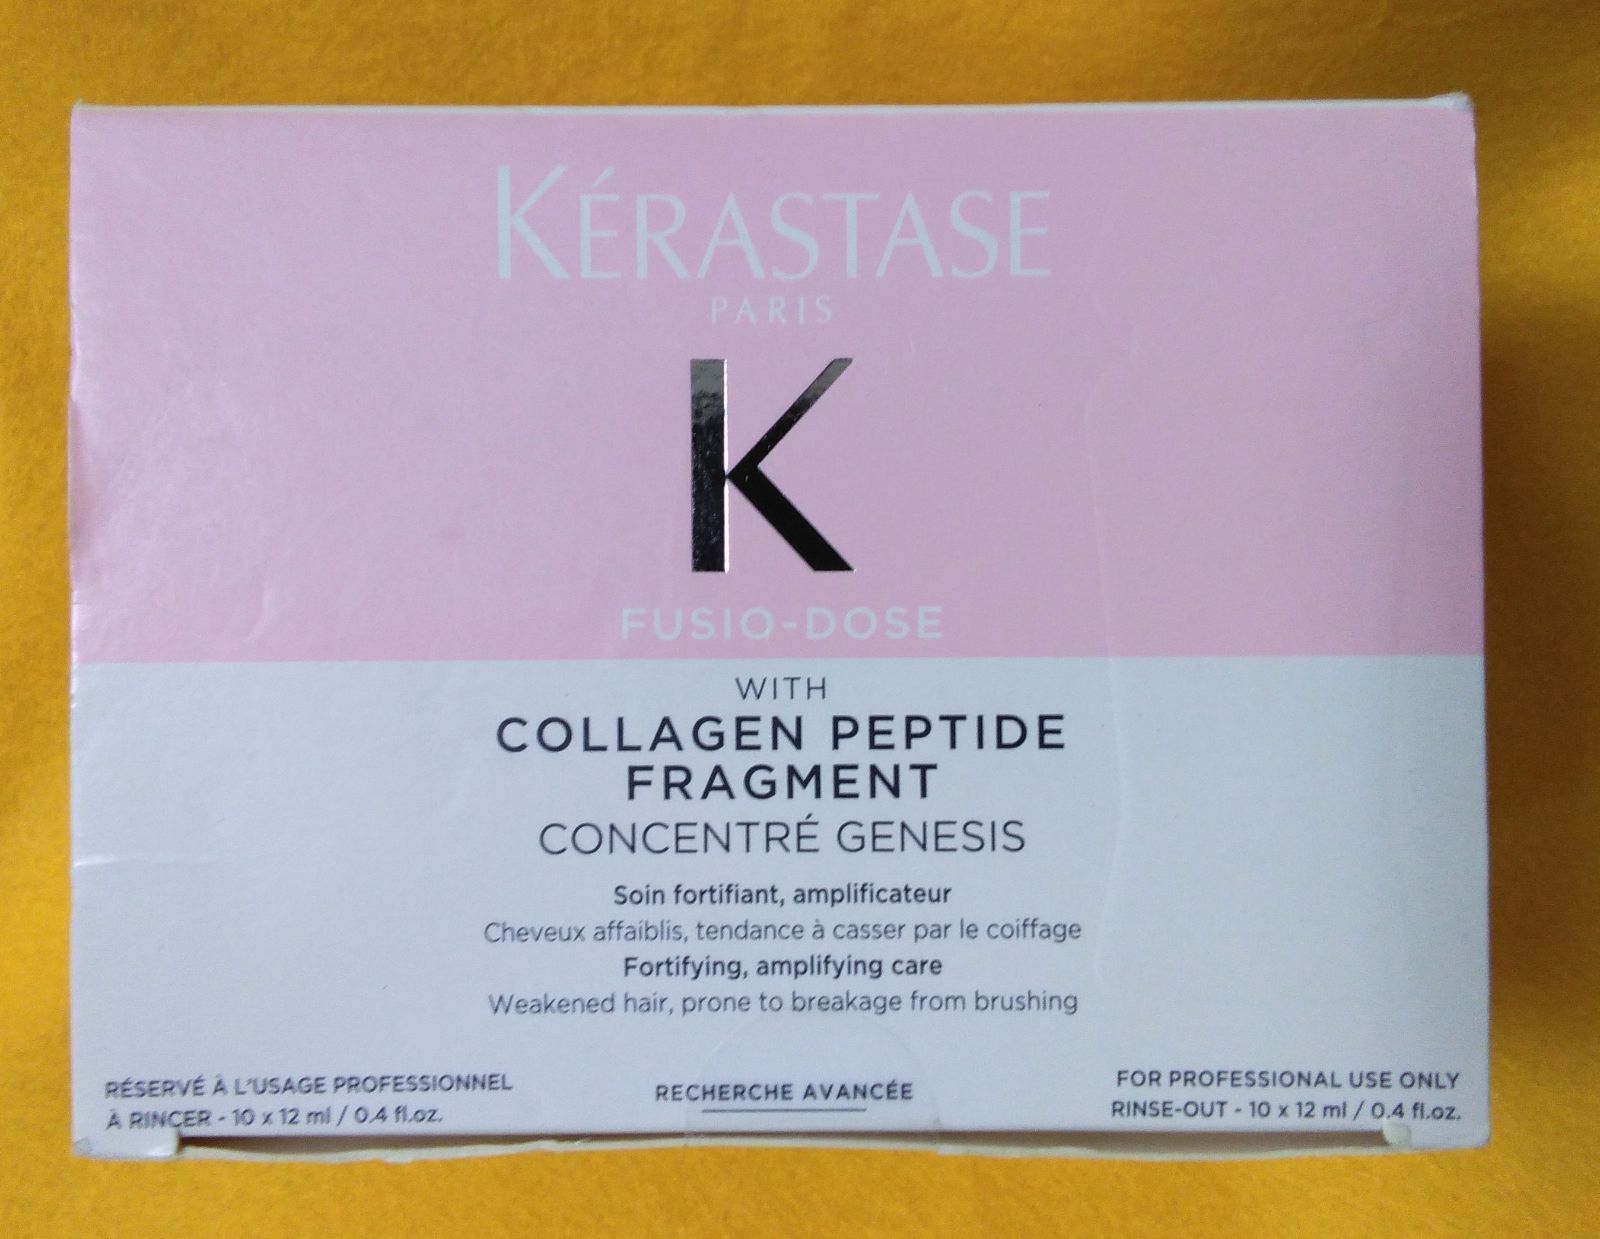 KÉRASTASE
PARIS
K
FUSIO-DOSE
WITH
COLLAGEN PEPTIDE
FRAGMENT
CONCENTRÉ GENESIS
Soin fortifiant, amplificateur
Cheveux affaiblis, tendance à casser par le coiffage
Fortifying, amplifying care
Weakened hair, prone to breakage from brushing
RÉSERVÉ À L'USAGE PROFESSIONNEL
À RINCER - 10 x 12 ml / 0.4 fl.oz.
RECHERCHE AVANCÉE
FOR PROFESSIONAL USE ONLY
RINSE-OUT - 10 x 12 ml / 0.4 fl.oz.